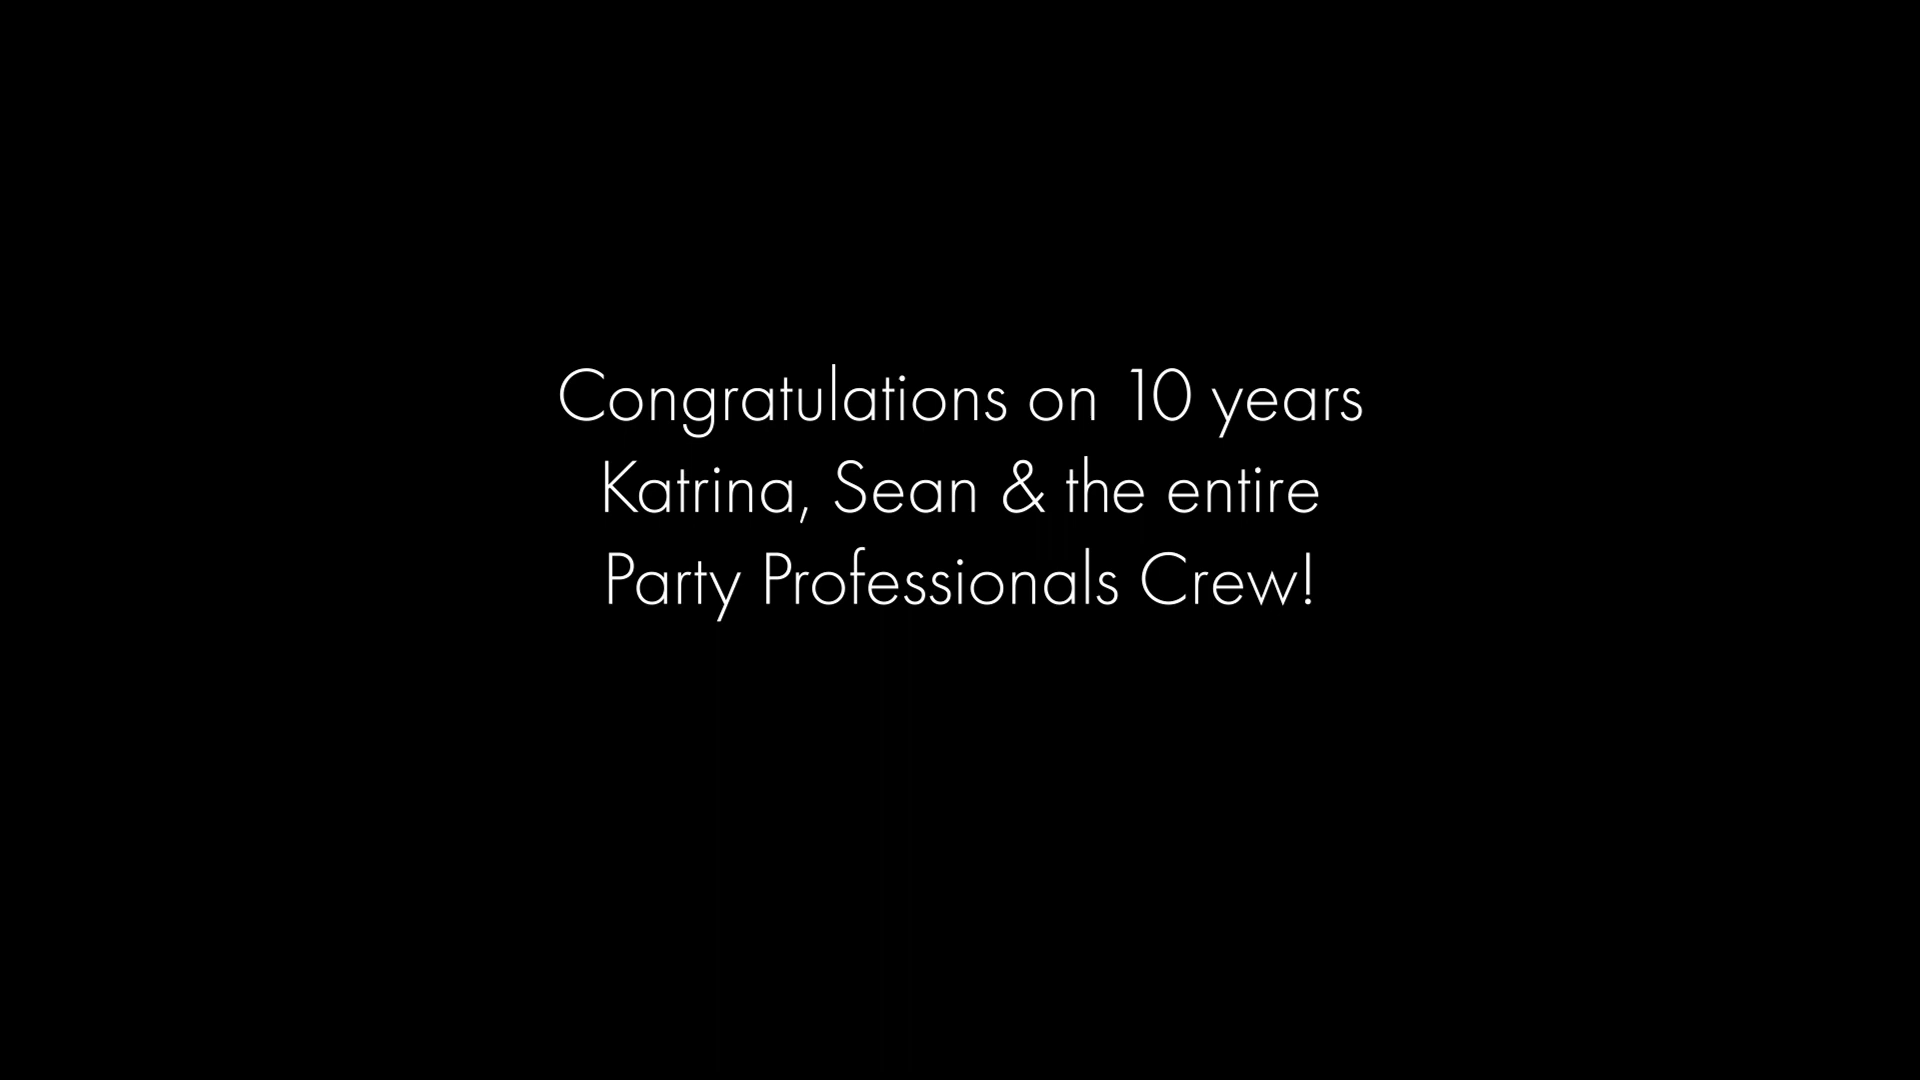 Congratulations on 10 years
Katrina, Sean & the entire
Party Professionals Crew!